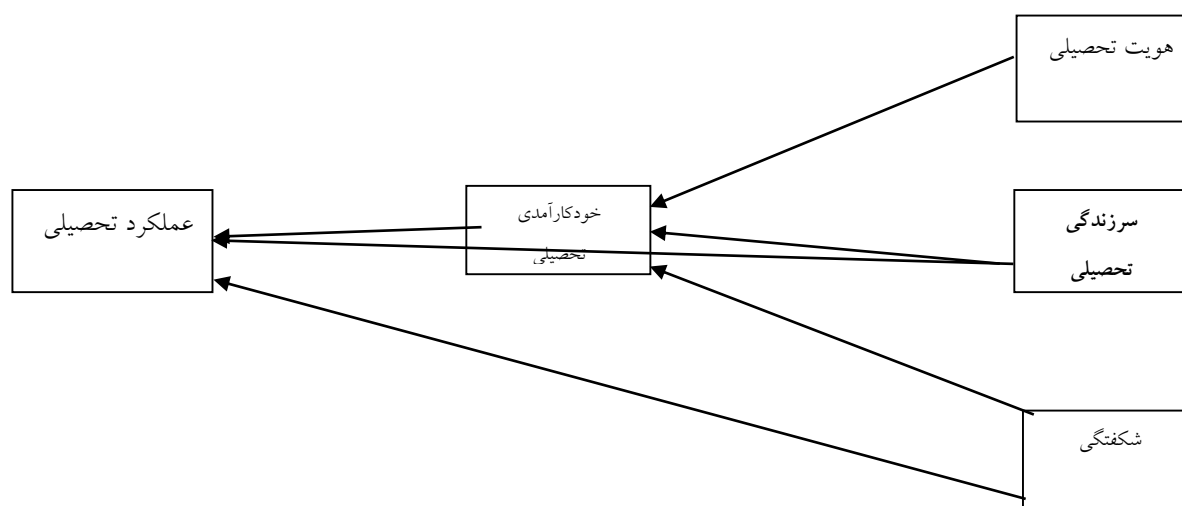 هویت تحصیلی
سرزندگی
تحصیلی
خودکارآمدی
تحصیلی
عملکرد تحصیلی
شکفتگی